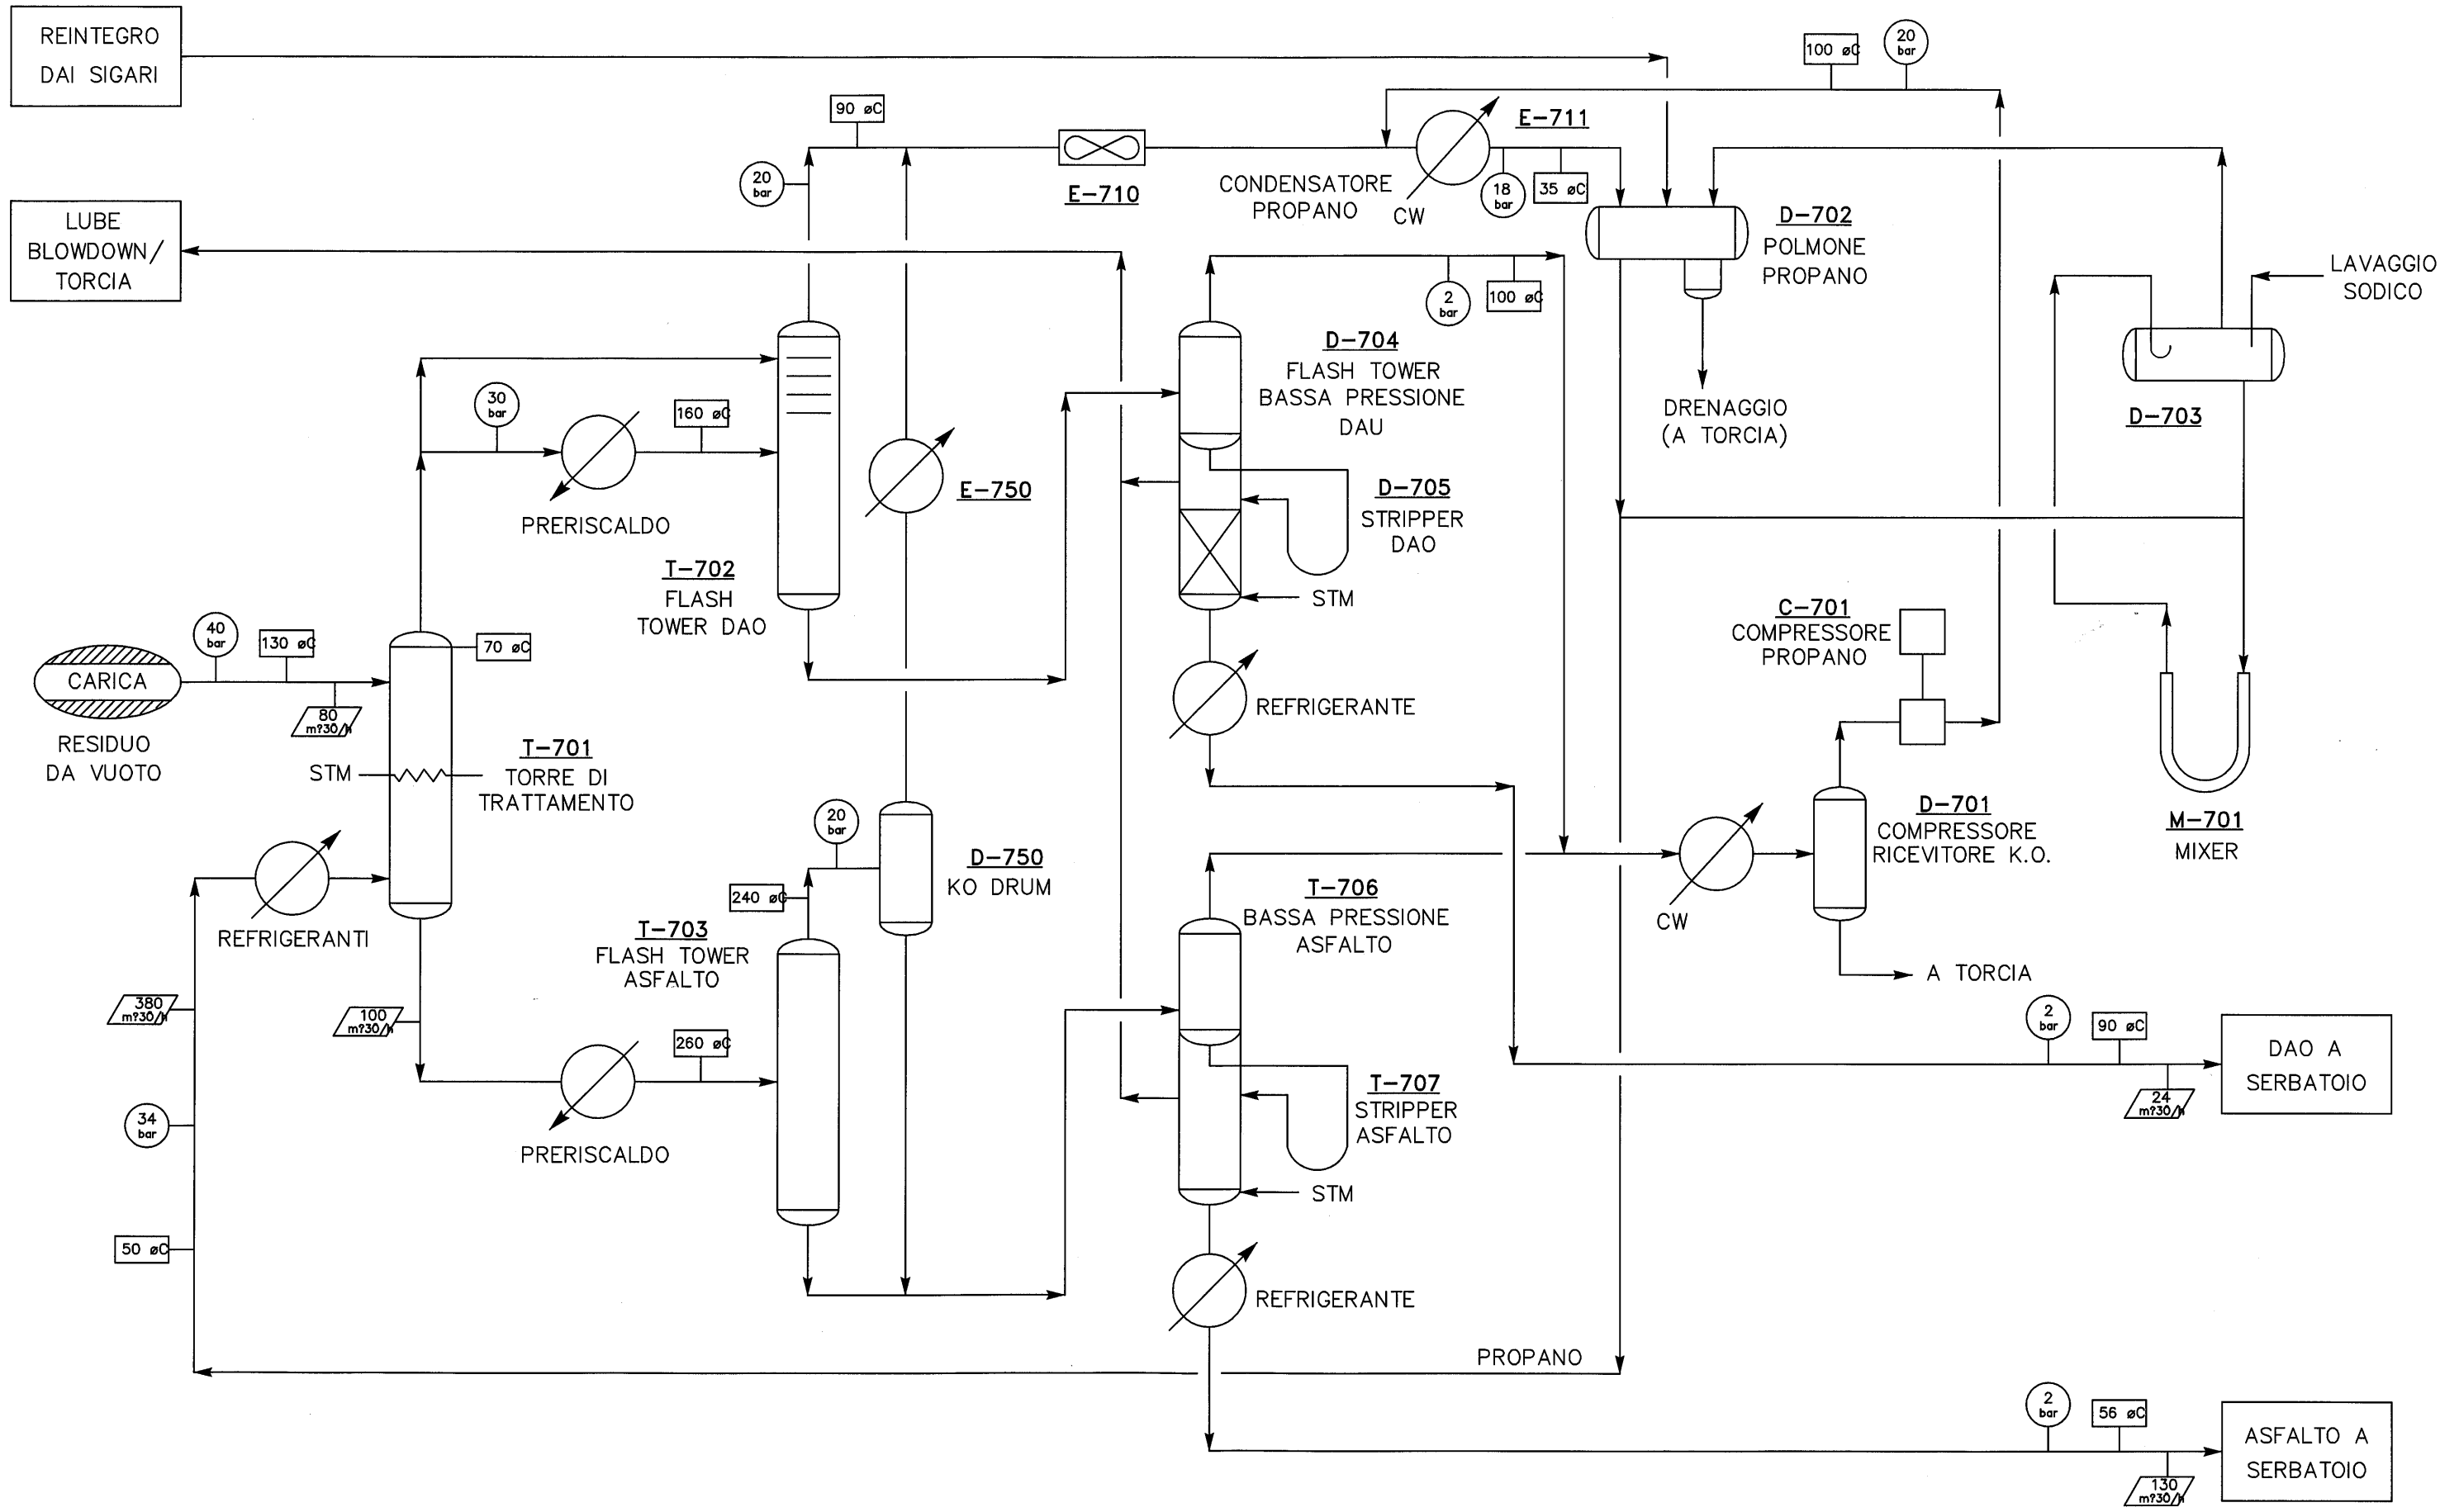 REINTEGRO
DAI SIGARI
100 øC
20
bar
90 øC
E-711
20
bar
E-710
CONDENSATORE
PROPANO
CW
18
bar
35 øC
D-702
POLMONE
PROPANO
LUBE
BLOWDOWN/
TORCIA
2
bar
100 øC
LAVAGGIO
SODICO
D-703
DRENAGGIO
(A TORCIA)
D-704
FLASH TOWER
BASSA PRESSIONE
DAU
30
bar
160 øC
PRERISCALDO
E-750
D-705
STRIPPER
DAO
STM
T-702
FLASH
TOWER DAO
C-701
COMPRESSORE
PROPANO
40
bar
130 øC
70 øC
CARICA
80
m?30/h
RESIDUO
DA VUOTO
REFRIGERANTE
STM
T-701
TORRE DI
TRATTAMENTO
20
bar
D-701
COMPRESSORE
RICEVITORE K.O.
M-701
MIXER
D-750
KO DRUM
240 øC
T-706
BASSA PRESSIONE
ASFALTO
CW
REFRIGERANTI
T-703
FLASH TOWER
ASFALTO
A TORCIA
380
m?30/h
100
m?30/h
260 øC
2
bar
90 øC
DAO A
SERBATOIO
24
m?30/h
34
bar
PRERISCALDO
T-707
STRIPPER
ASFALTO
STM
50 øC
REFRIGERANTE
PROPANO
2
bar
56 øC
ASFALTO A
SERBATOIO
130
m?30/h